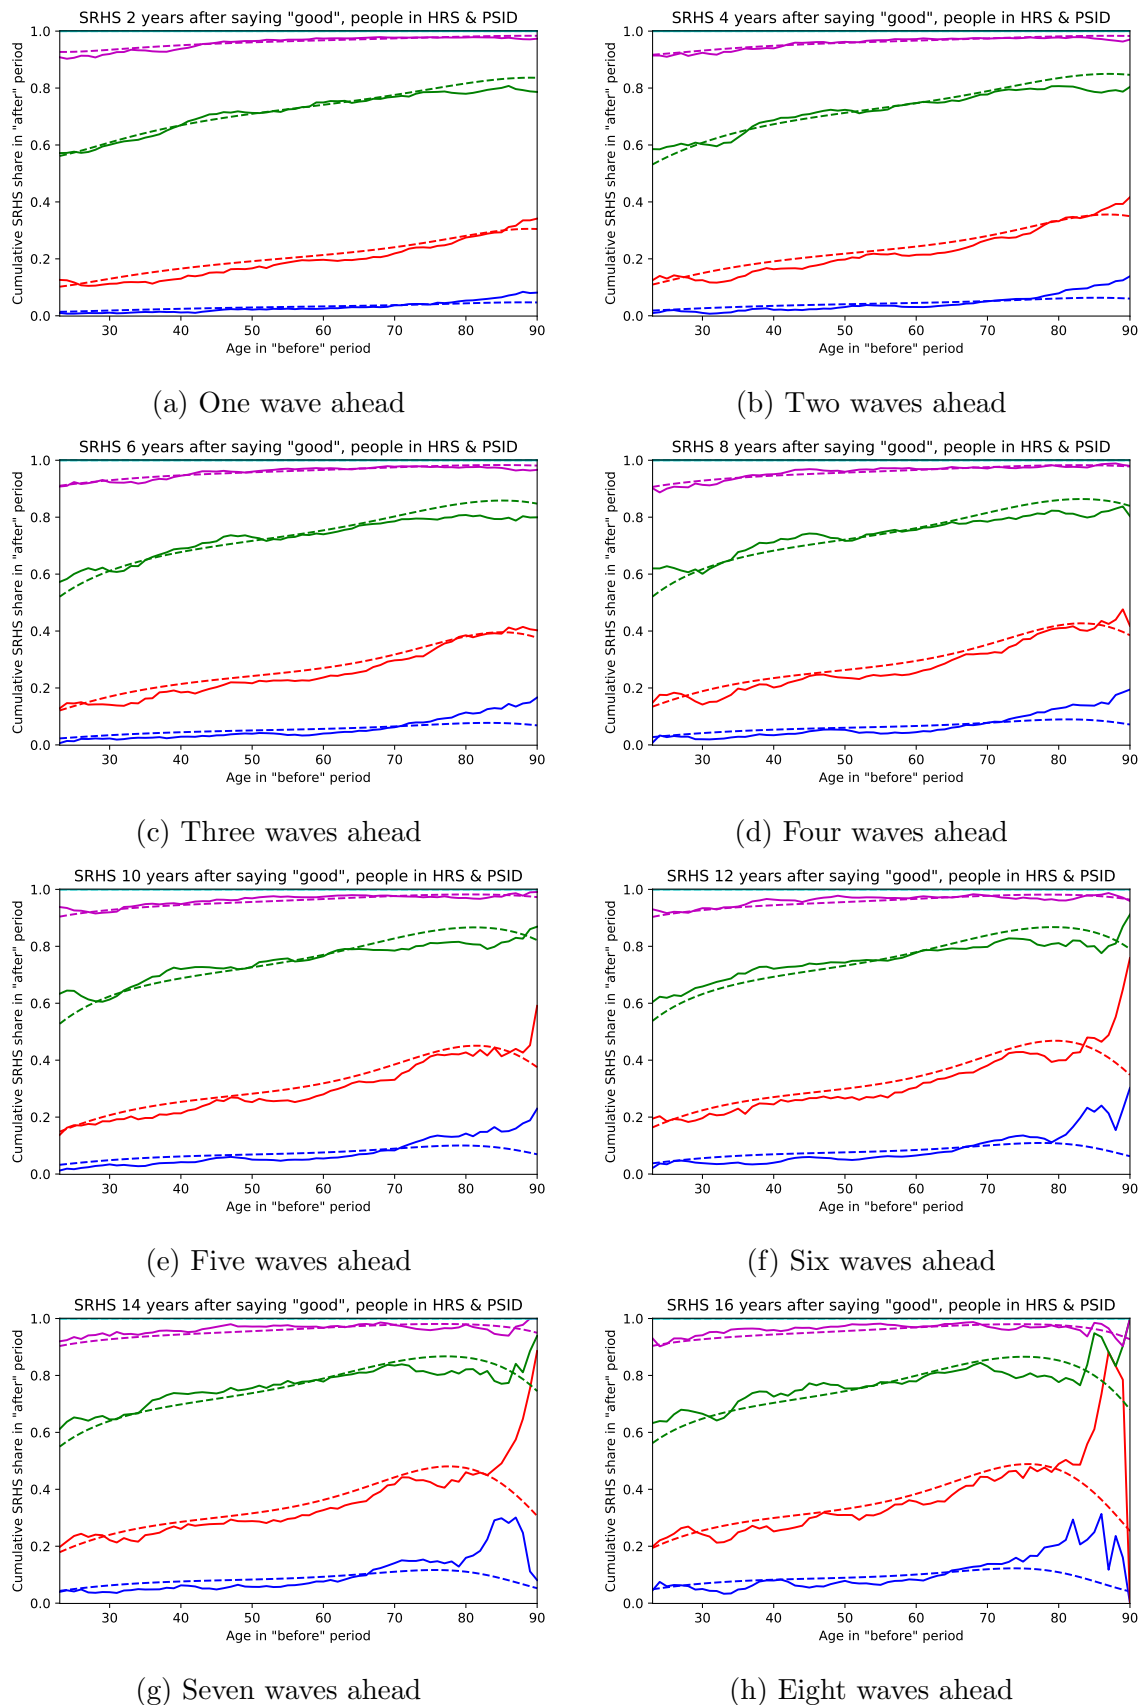 SRHS 2 years after saying "good", people in HRS & PSID
Cumulative SRHS share in "after" period
1.0
0.8
0.6
0.4
0.2
0.0
30 40 50 60 70 80 90
Age in "before" period
(a) One wave ahead
SRHS 4 years after saying "good", people in HRS & PSID
Cumulative SRHS share in "after" period
1.0
0.8
0.6
0.4
0.2
0.0
30 40 50 60 70 80 90
Age in "before" period
(b) Two waves ahead
SRHS 6 years after saying "good", people in HRS & PSID
Cumulative SRHS share in "after" period
1.0
0.8
0.6
0.4
0.2
0.0
30 40 50 60 70 80 90
Age in "before" period
(c) Three waves ahead
SRHS 8 years after saying "good", people in HRS & PSID
Cumulative SRHS share in "after" period
1.0
0.8
0.6
0.4
0.2
0.0
30 40 50 60 70 80 90
Age in "before" period
(d) Four waves ahead
SRHS 10 years after saying "good", people in HRS & PSID
Cumulative SRHS share in "after" period
1.0
0.8
0.6
0.4
0.2
0.0
30 40 50 60 70 80 90
Age in "before" period
(e) Five waves ahead
SRHS 12 years after saying "good", people in HRS & PSID
Cumulative SRHS share in "after" period
1.0
0.8
0.6
0.4
0.2
0.0
30 40 50 60 70 80 90
Age in "before" period
(f) Six waves ahead
SRHS 14 years after saying "good", people in HRS & PSID
Cumulative SRHS share in "after" period
1.0
0.8
0.6
0.4
0.2
0.0
30 40 50 60 70 80 90
Age in "before" period
(g) Seven waves ahead
SRHS 16 years after saying "good", people in HRS & PSID
Cumulative SRHS share in "after" period
1.0
0.8
0.6
0.4
0.2
0.0
30 40 50 60 70 80 90
Age in "before" period
(h) Eight waves ahead